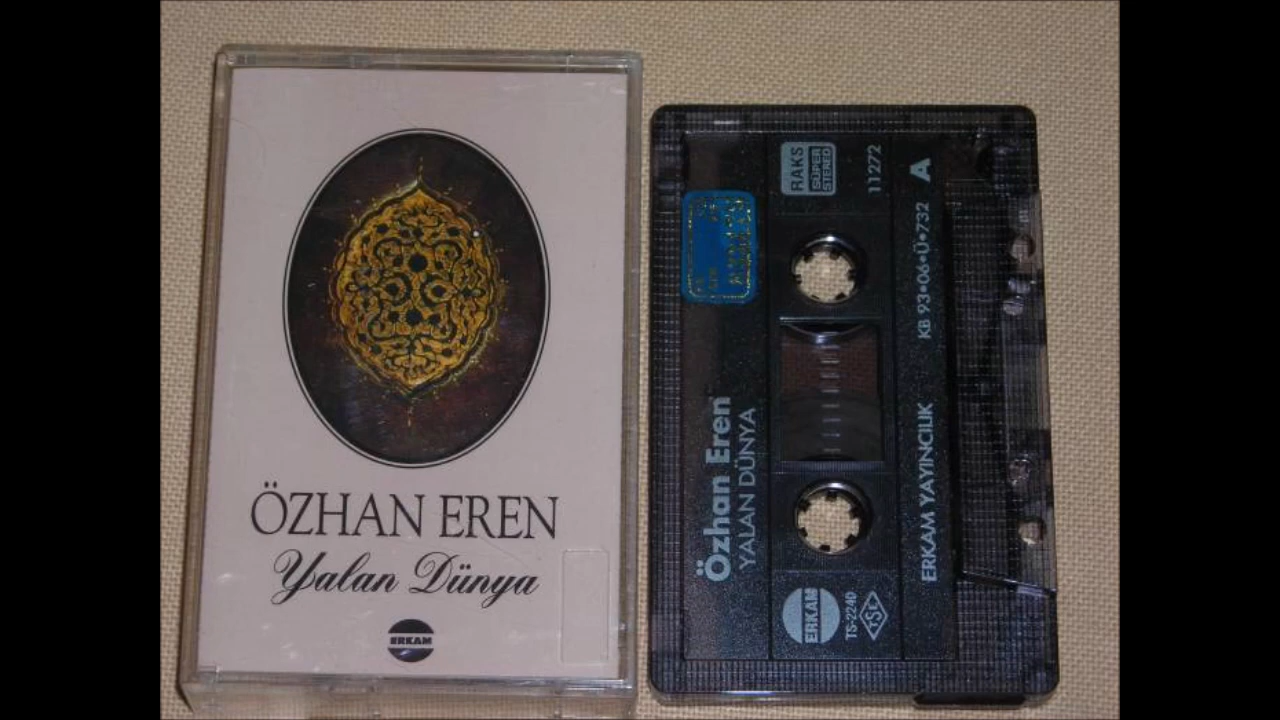 ÖZHAN EREN
Yalan Dünya
ERKAM
Özhan Eren
YALAN DÜNYA
RAKS
SUPER
STEREO
11272
ERKAM
TS-2240
TSE
A
KB 93•06•Ü•732
ERKAM YAYINCILIK